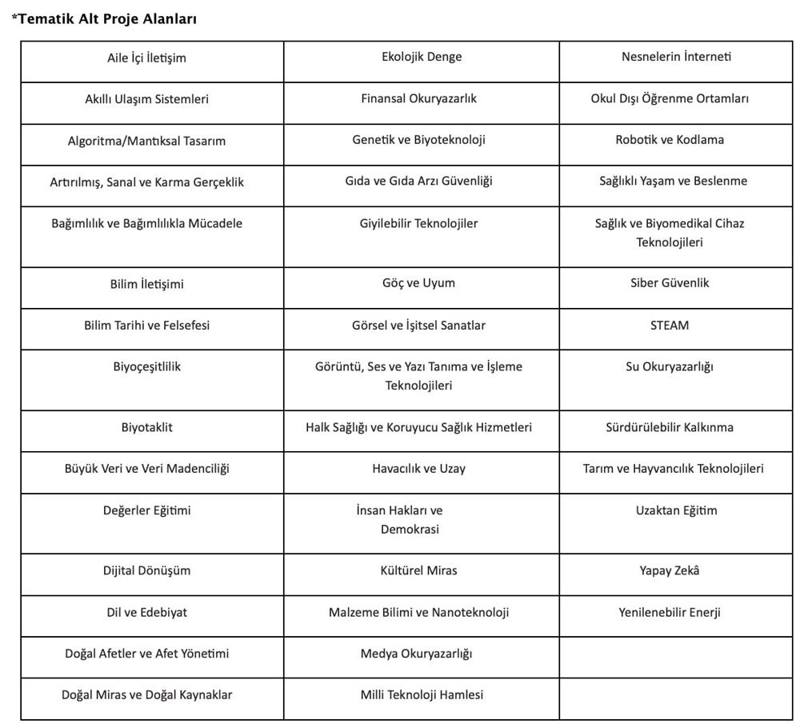 *Tematik Alt Proje Alanları
Aile İçi İletişim
Ekolojik Denge
Nesnelerin İnterneti
Akıllı Ulaşım Sistemleri
Finansal Okuryazarlık
Okul Dışı Öğrenme Ortamları
Algoritma/Mantıksal Tasarım
Genetik ve Biyoteknoloji
Robotik ve Kodlama
Artırılmış, Sanal ve Karma Gerçeklik
Gıda ve Gıda Arzı Güvenliği
Sağlıklı Yaşam ve Beslenme
Bağımlılık ve Bağımlılıkla Mücadele
Giyilebilir Teknolojiler
Sağlık ve Biyomedikal Cihaz
Teknolojileri
Bilim İletişimi
Göç ve Uyum
Siber Güvenlik
Bilim Tarihi ve Felsefesi
Görsel ve İşitsel Sanatlar
STEAM
Biyoçeşitlilik
Görüntü, Ses ve Yazı Tanıma ve İşleme
Teknolojileri
Su Okuryazarlığı
Biyotaklit
Halk Sağlığı ve Koruyucu Sağlık Hizmetleri
Sürdürülebilir Kalkınma
Büyük Veri ve Veri Madenciliği
Havacılık ve Uzay
Tarım ve Hayvancılık Teknolojileri
Değerler Eğitimi
İnsan Hakları ve
Demokrasi
Uzaktan Eğitim
Dijital Dönüşüm
Kültürel Miras
Yapay Zekâ
Dil ve Edebiyat
Malzeme Bilimi ve Nanoteknoloji
Yenilenebilir Enerji
Doğal Afetler ve Afet Yönetimi
Medya Okuryazarlığı
Doğal Miras ve Doğal Kaynaklar
Milli Teknoloji Hamlesi